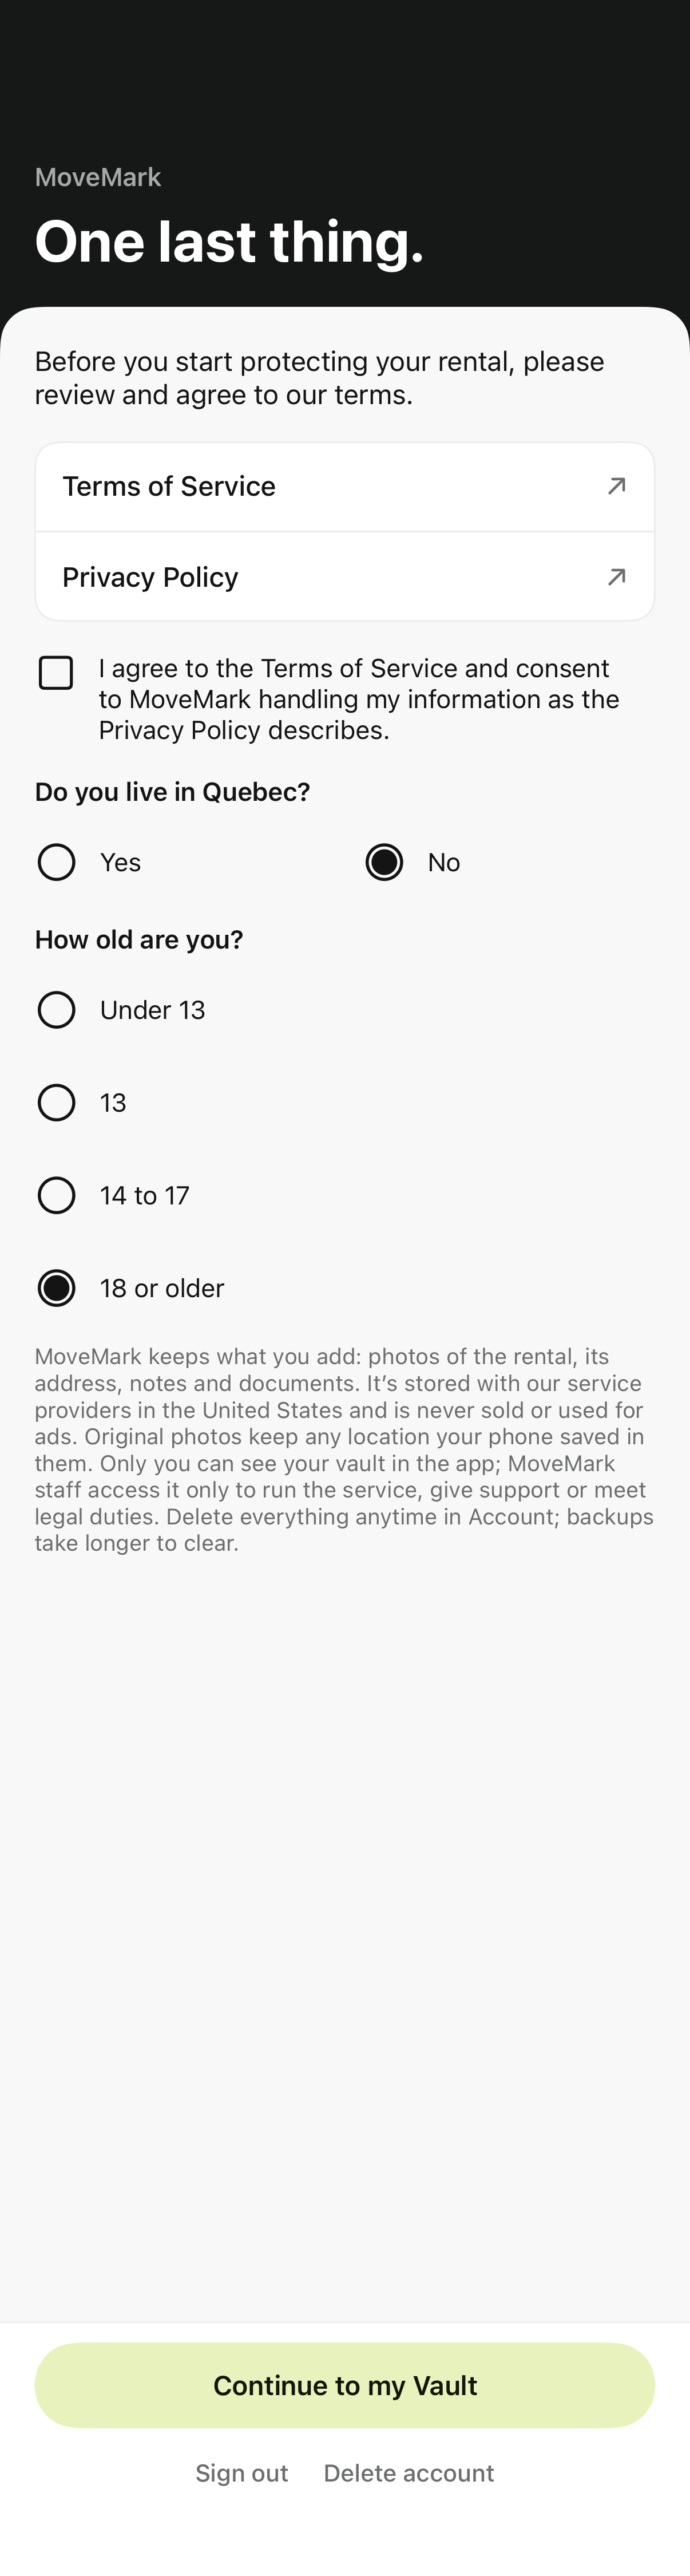 MoveMark
One last thing.
Before you start protecting your rental, please
review and agree to our terms.
Terms of Service
Privacy Policy
I agree to the Terms of Service and consent
to MoveMark handling my information as the
Privacy Policy describes.
Do you live in Quebec?
Yes
No
How old are you?
Under 13
13
14 to 17
18 or older
MoveMark keeps what you add: photos of the rental, its
address, notes and documents. It’s stored with our service
providers in the United States and is never sold or used for
ads. Original photos keep any location your phone saved in
them. Only you can see your vault in the app; MoveMark
staff access it only to run the service, give support or meet
legal duties. Delete everything anytime in Account; backups
take longer to clear.
Continue to my Vault
Sign out
Delete account